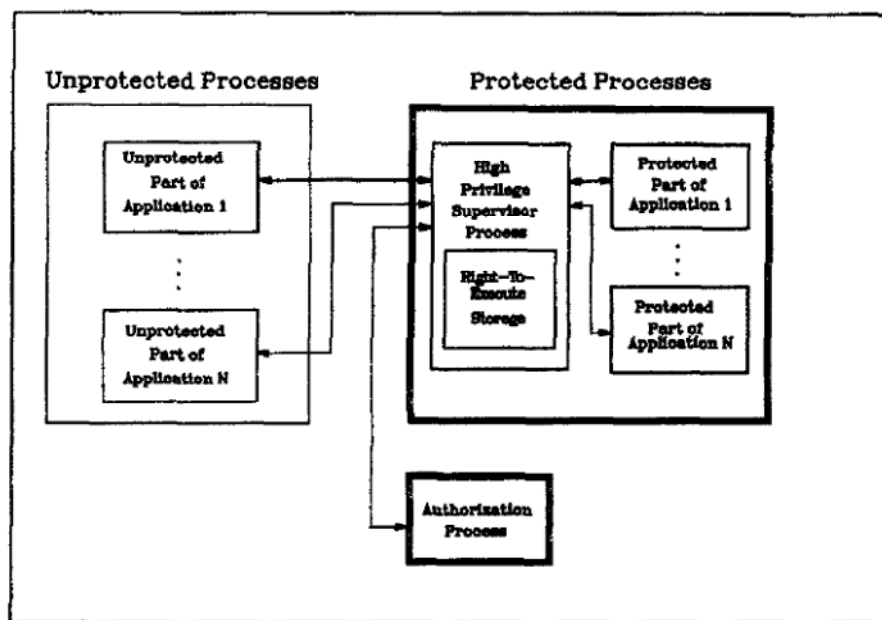 Unprotected Processes
Unprotected
Part of
Application 1
Unprotected
Part of
Application N
Protected Processes
High
Privilege
Supervisor
Process
Right-To-
Execute
Storage
Protected
Part of
Application 1
Protected
Part of
Application N
Authorization
Process